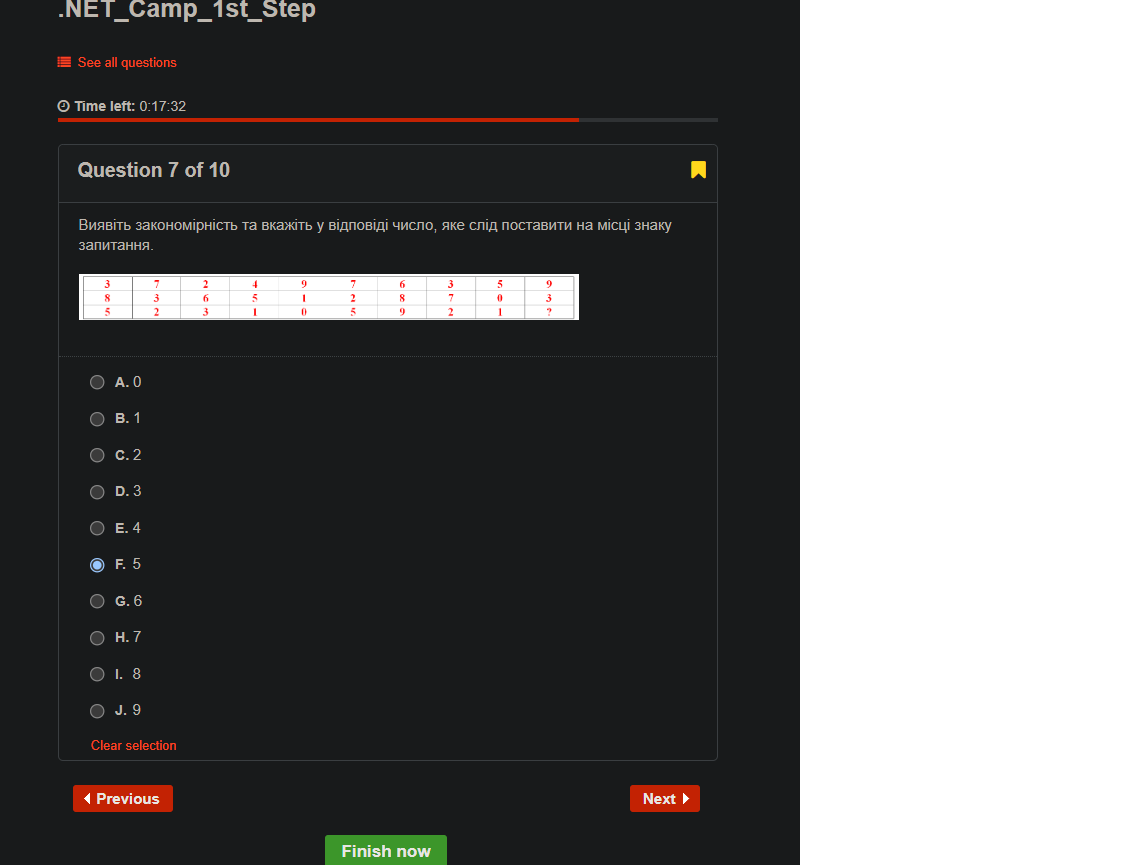 .NET_Camp_1st_Step
See all questions
Time left: 0:17:32
Question 7 of 10
Виявіть закономірність та вкажіть у відповіді число, яке слід поставити на місці знаку
запитання.
3 7 2 4 9 7 6 3 5 9
8 3 6 5 1 2 8 7 0 3
5 2 3 1 0 5 9 2 1 ?
A. 0
B. 1
C. 2
D. 3
E. 4
F. 5
G. 6
H. 7
I. 8
J. 9
Clear selection
Previous Next
Finish now